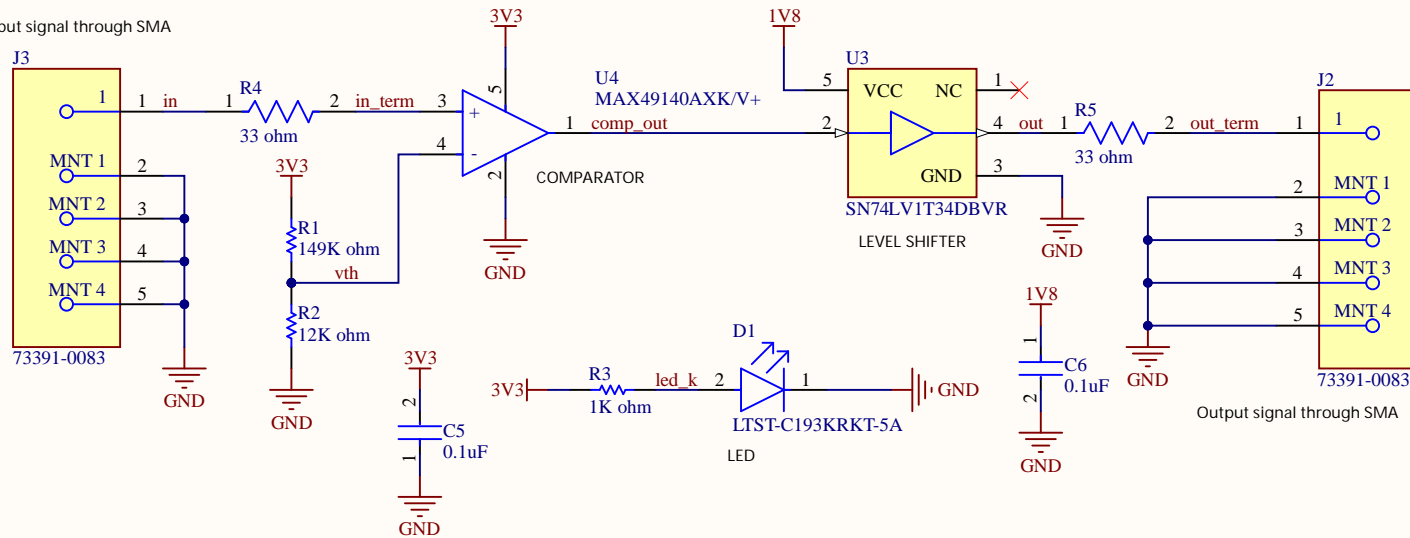 put signal through SMA
J3
1
1
in
MNT 1
2
MNT 2
3
MNT 3
4
MNT 4
5
73391-0083
GND
R4
1
2
33 ohm
in_term
3V3
R1
149K ohm
vth
R2
12K ohm
GND
3V3
5
3
+
4
-
2
GND
1
U4
MAX49140AXK/V+
comp_out
COMPARATOR
1V8
U3
5
VCC
NC
1
2
4
GND
3
SN74LV1T34DBVR
LEVEL SHIFTER
GND
out
R5
1
2
33 ohm
out_term
J2
1
1
2
MNT 1
3
MNT 2
4
MNT 3
5
MNT 4
GND
73391-0083
Output signal through SMA
3V3
2
C5
0.1uF
1
GND
3V3
R3
1K ohm
led_k
D1
2
1
LTST-C193KRKT-5A
LED
GND
1V8
1
C6
0.1uF
2
GND